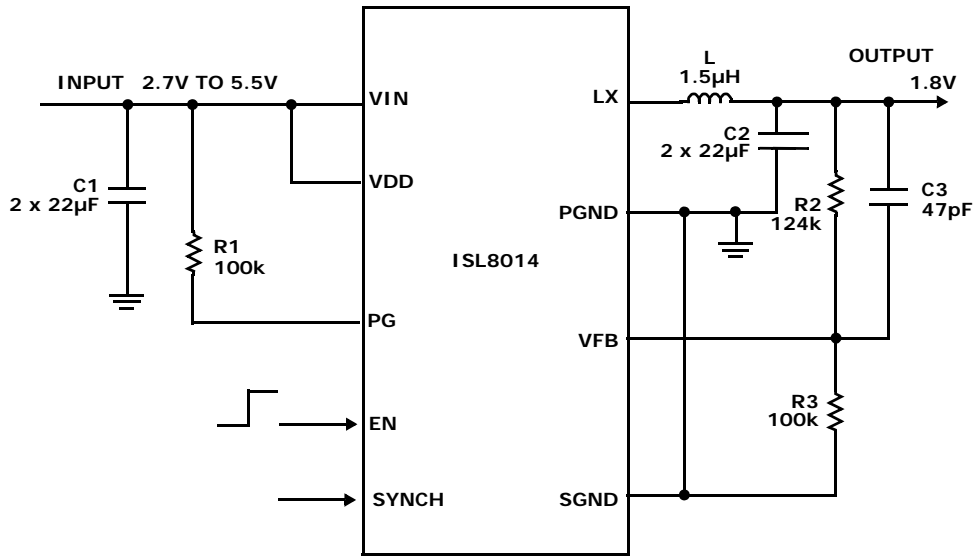 INPUT 2.7V TO 5.5V
VIN
VDD
C1
2 x 22µF
R1
100k
PG
EN
SYNCH
ISL8014
LX
L
1.5µH
OUTPUT
1.8V
C2
2 x 22µF
PGND
R2
124k
C3
47pF
VFB
R3
100k
SGND